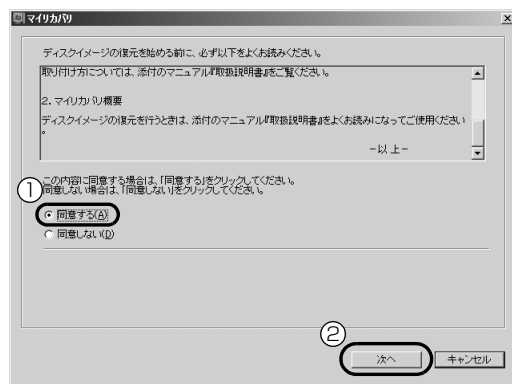 マイリカバリ
ディスクイメージの復元を始める前に、必ず以下をよくお読みください。
取り付け方については、添付のマニュアル『取扱説明書』をご覧ください。
2. マイリカバリ概要
ディスクイメージの復元を行うときは、添付のマニュアル『取扱説明書』をよくお読みになってご使用ください
。
－以 上－
この内容に同意する場合は、「同意する」をクリックしてください。
同意しない場合は、「同意しない」をクリックしてください。
①
同意する(A)
同意しない(D)
②
次へ
キャンセル